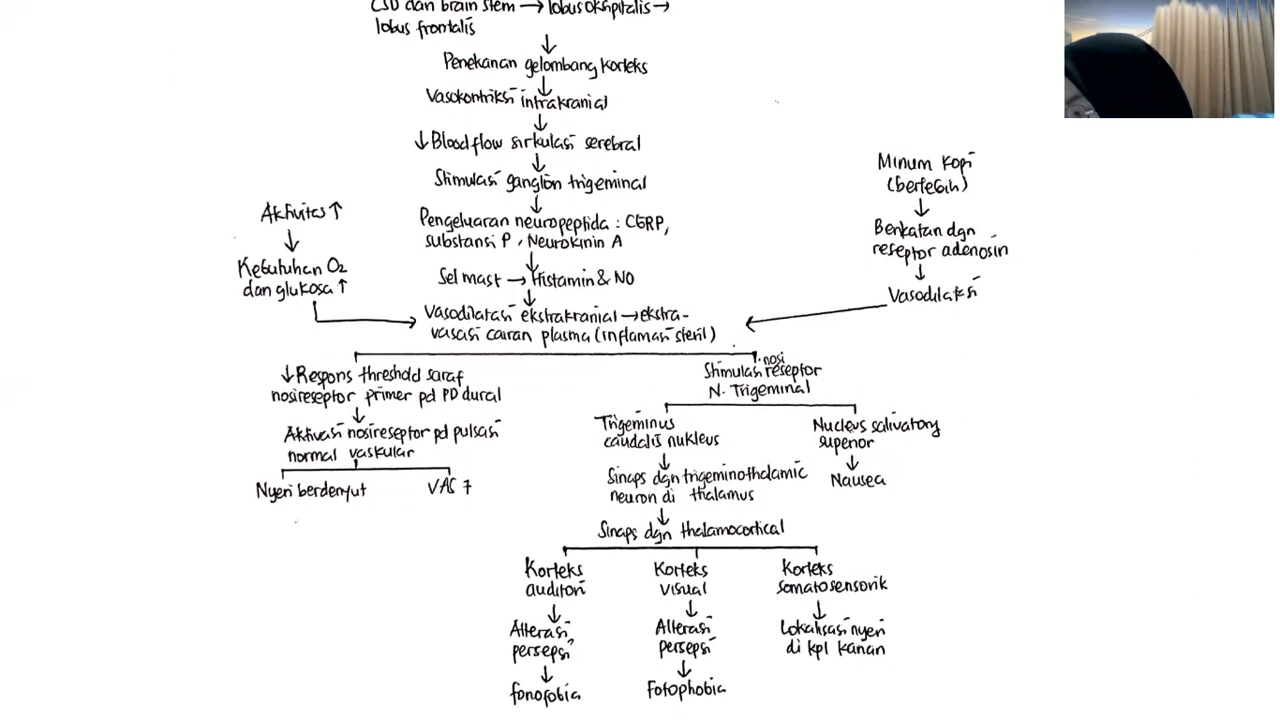 CSD dan brain stem → lobus oksipitalis →
lobus frontalis
↓
Penekanan gelombang korteks
↓
Vasokontriksi intrakranial
↓
↓ Blood flow sirkulasi serebral
↓
Stimulasi ganglion trigeminal
↓
Pengeluaran neuropeptida : CGRP,
substansi P, Neurokinin A
↓
Sel mast → Histamin & NO
↓
Vasodilatasi ekstrakranial → ekstra-
vasasi cairan plasma (inflamasi steril)
Aktivitas ↑
↓
Kebutuhan O2
dan glukosa ↑
Minum kopi
(berlebih)
↓
Berikatan dgn
reseptor adenosin
↓
Vasodilatsi
↓ Respons threshold saraf
nosireseptor primer pd PD dural
↓
Aktivasi nosireseptor pd pulsasi
normal vaskular
Nyeri berdenyut
VAS 7
nosi
Stimulasi reseptor
N. Trigeminal
Trigeminus
caudalis nukleus
↓
Sinaps dgn trigeminothalamic
neuron di thalamus
↓
Sinaps dgn thalamocortical
Nucleus salivatory
superior
↓
Nausea
Korteks
auditori
↓
Alterasi
persepsi
↓
fonofobia
Korteks
visual
↓
Alterasi
persepsi
↓
Fotophobia
Korteks
somatosensorik
↓
Lokalisasi nyeri
di kpl kanan